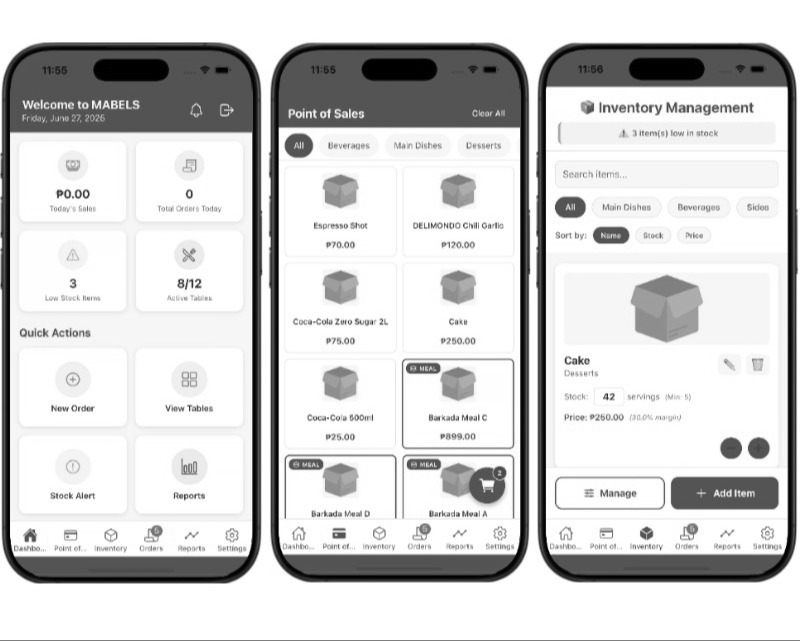 11:55
Welcome to MABELS
Friday, June 27, 2025
₱0.00
Today's Sales
0
Total Orders Today
3
Low Stock Items
8/12
Active Tables
Quick Actions
New Order
View Tables
Stock Alert
Reports
5
Dashbo...
Point of...
Inventory
Orders
Reports
Settings
11:55
Point of Sales
Clear All
All
Beverages
Main Dishes
Desserts
Espresso Shot
₱70.00
DELIMONDO Chili Garlic
₱120.00
Coca-Cola Zero Sugar 2L
₱75.00
Cake
₱250.00
Coca-Cola 500ml
₱25.00
MEAL
Barkada Meal C
₱899.00
MEAL
Barkada Meal D
MEAL
Barkada Meal A
2
5
Dashbo...
Point of...
Inventory
Orders
Reports
Settings
11:56
Inventory Management
3 item(s) low in stock
Search items...
All
Main Dishes
Beverages
Sides
Sort by:
Name
Stock
Price
Cake
Desserts
Stock: 42 servings (Min: 5)
Price: ₱250.00 (30.0% margin)
Manage
+ Add Item
5
Dashbo...
Point of...
Inventory
Orders
Reports
Settings